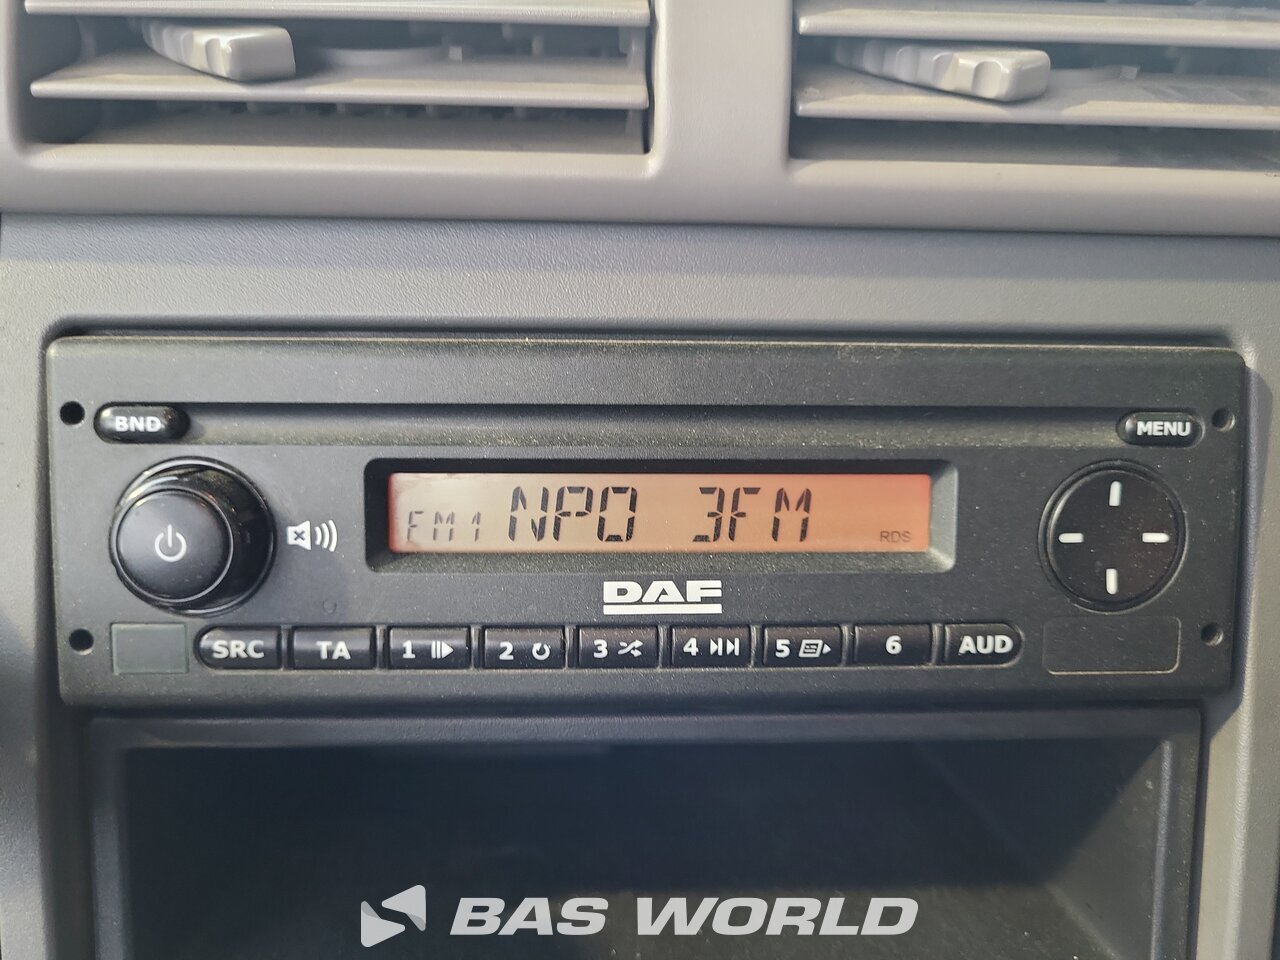 BND
MENU
FM1 NPO 3FM RDS
DAF
SRC TA 1 2 3 4 5 6 AUD
BAS WORLD